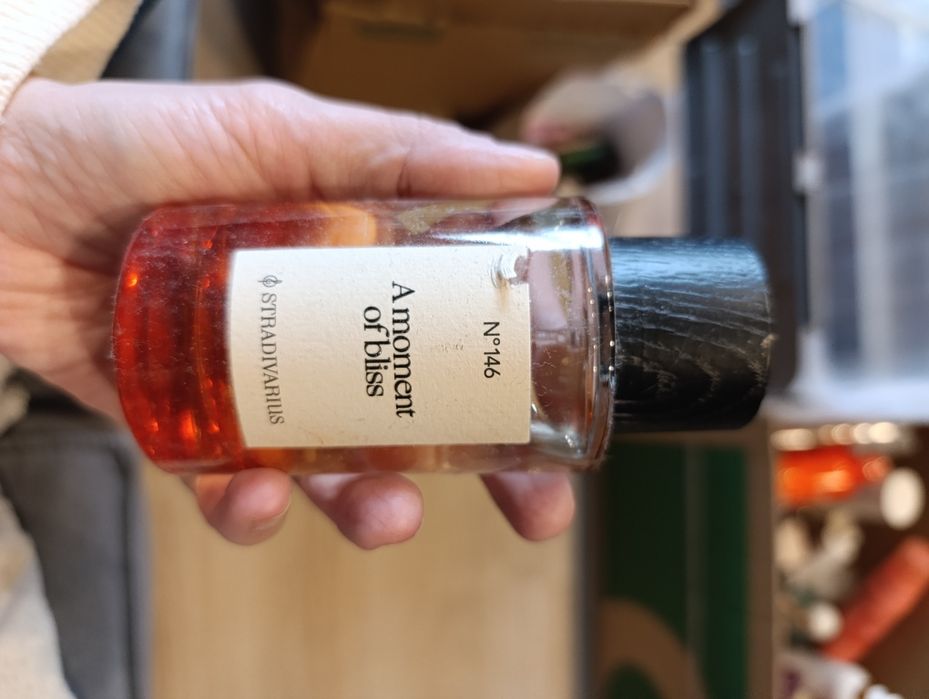 N°146
A moment
of bliss
STRADIVARIUS